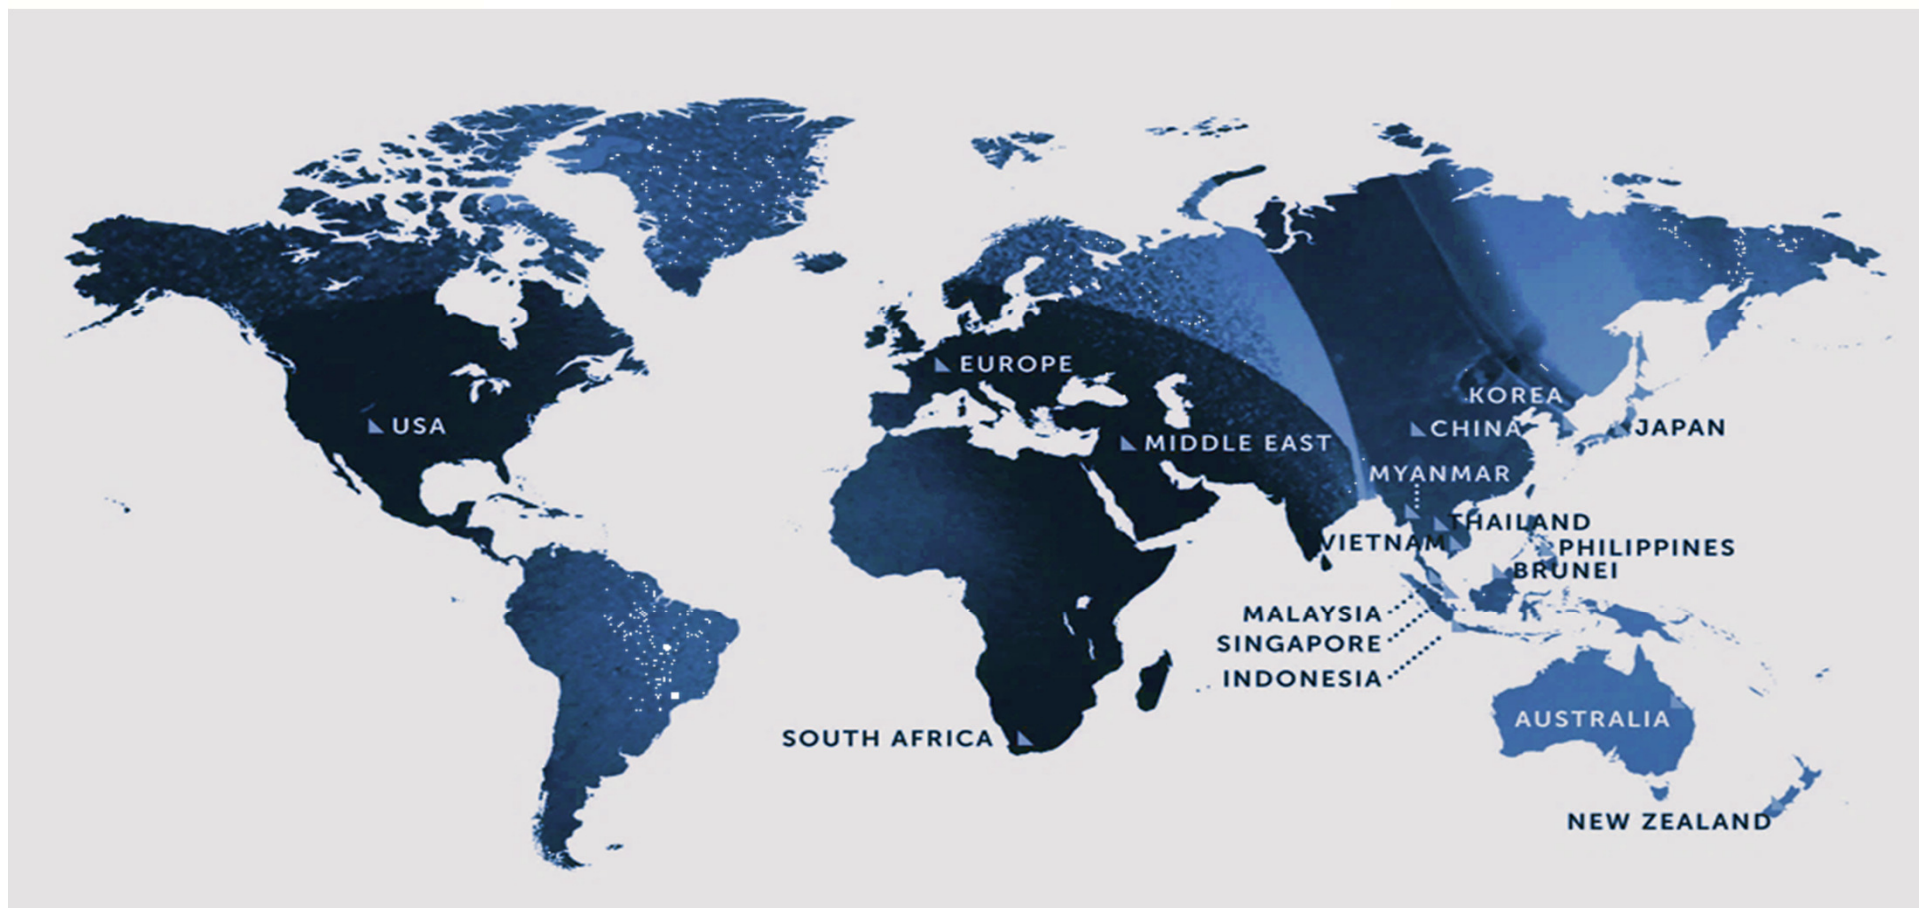 EUROPE
KOREA
USA
CHINA
JAPAN
MIDDLE EAST
MYANMAR
THAILAND
VIETNAM
PHILIPPINES
BRUNEI
MALAYSIA
SINGAPORE
INDONESIA
AUSTRALIA
SOUTH AFRICA
NEW ZEALAND